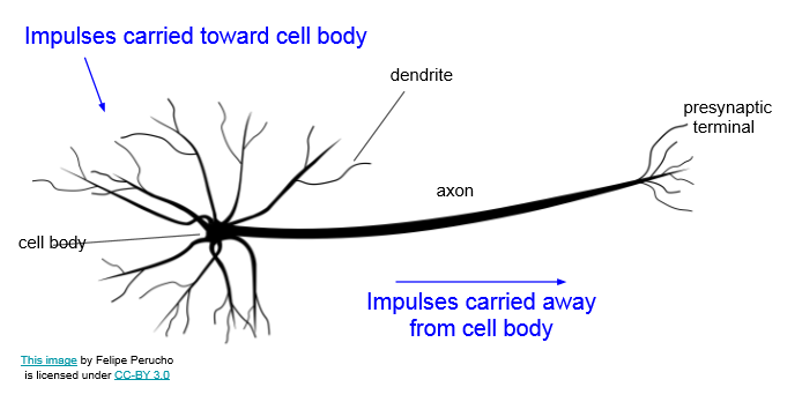 Impulses carried toward cell body
dendrite
presynaptic
terminal
axon
cell body
Impulses carried away
from cell body
This image by Felipe Perucho
is licensed under CC-BY 3.0